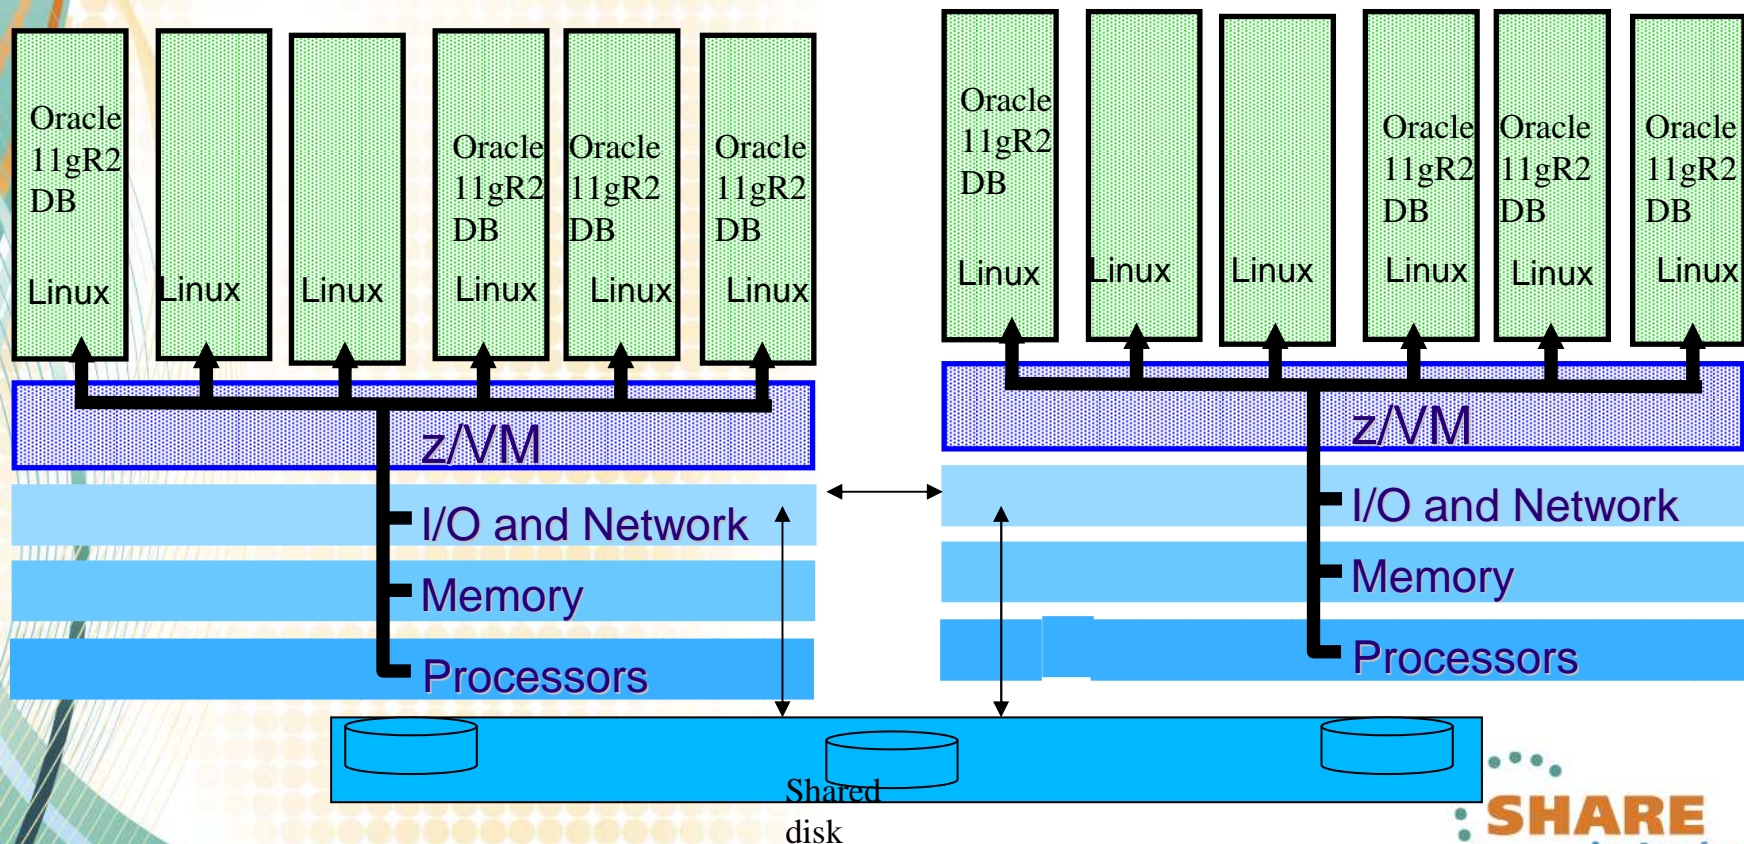 Oracle
11gR2
DB
Linux
Linux
Linux
Oracle
11gR2
DB
Linux
Oracle
11gR2
DB
Linux
Oracle
11gR2
DB
Linux
z/VM
I/O and Network
Memory
Processors
Oracle
11gR2
DB
Linux
Linux
Linux
Oracle
11gR2
DB
Linux
Oracle
11gR2
DB
Linux
Oracle
11gR2
DB
Linux
z/VM
I/O and Network
Memory
Processors
Shared
disk
SHARE